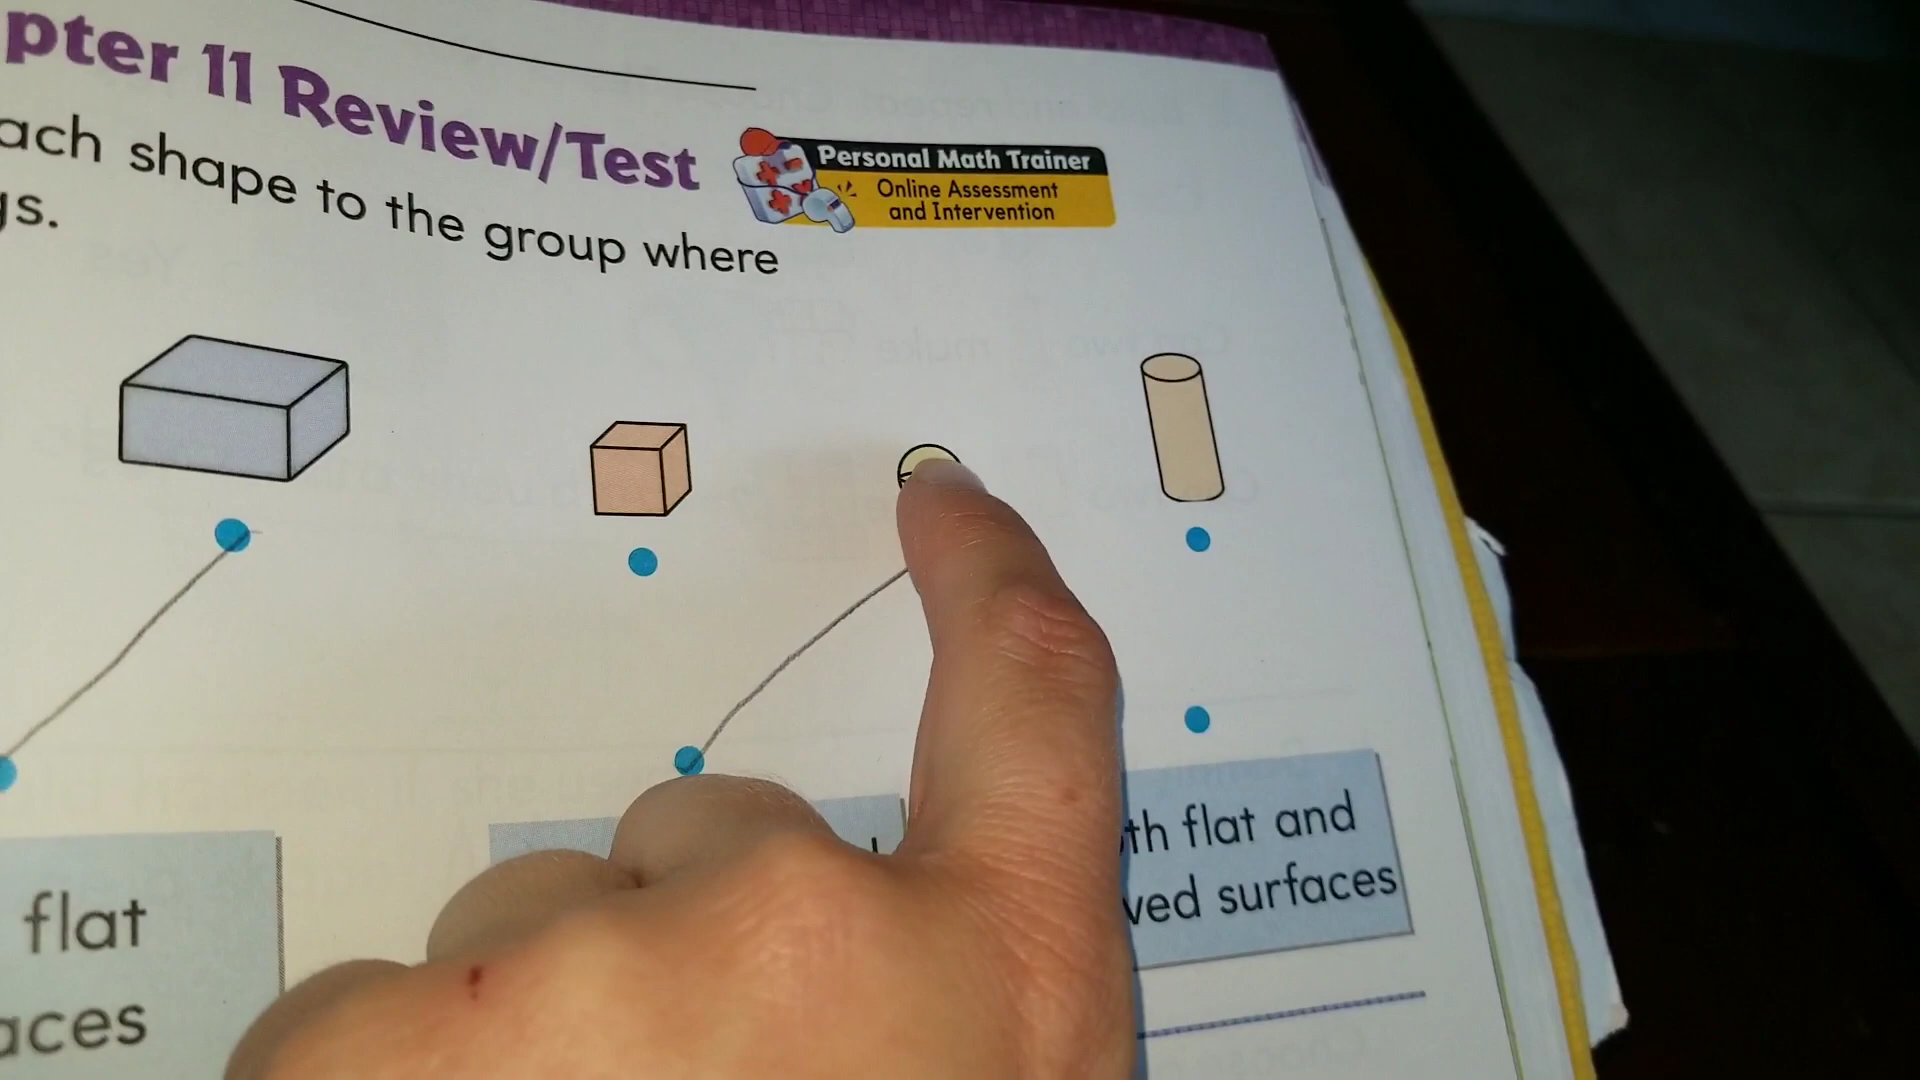 pter 11 Review/Test
Personal Math Trainer
Online Assessment
and Intervention
ach shape to the group where
gs.
th flat and
ved surfaces
flat
aces